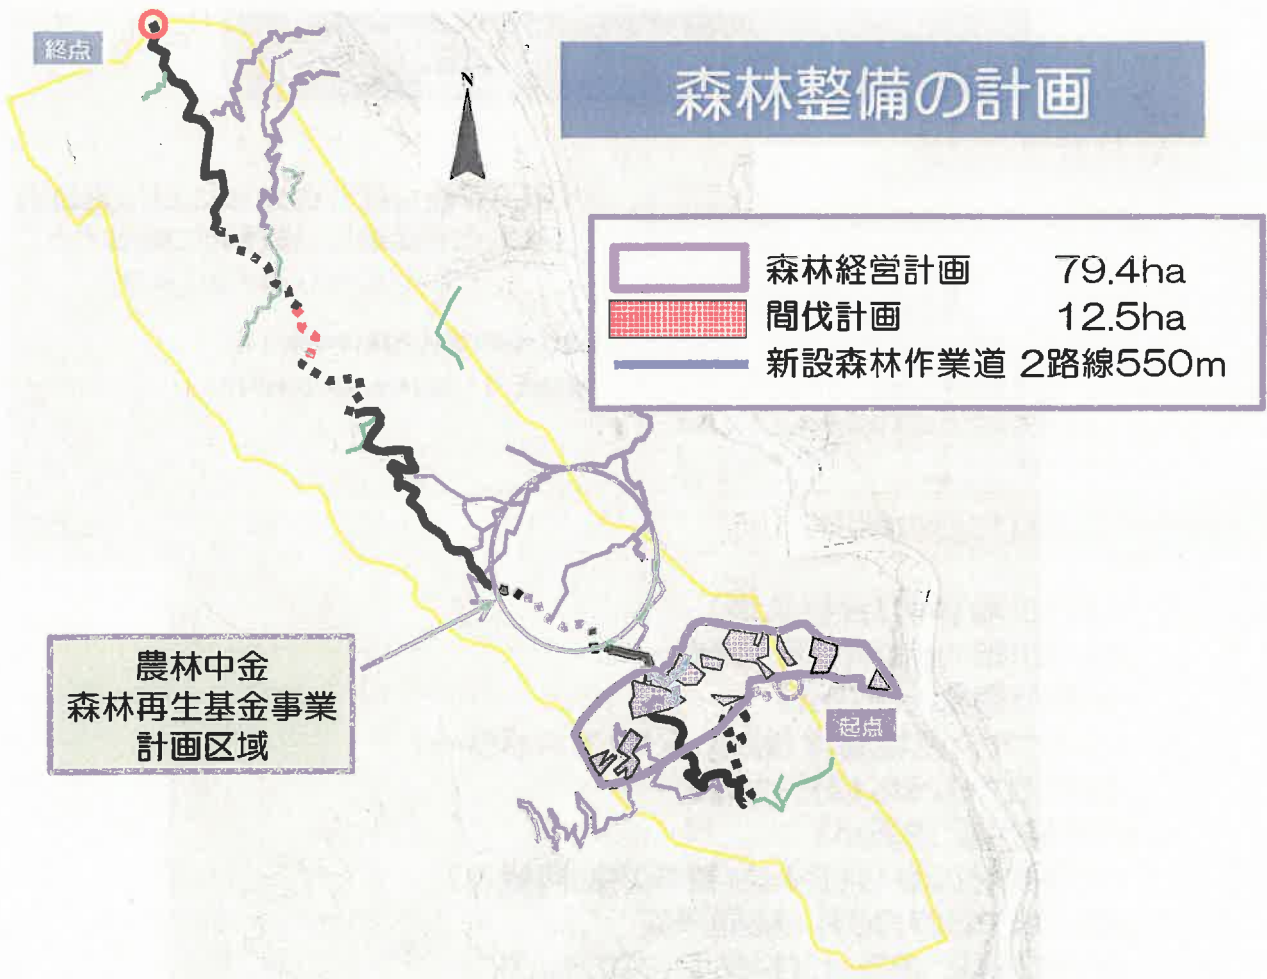 終点
N
森林整備の計画
森林経営計画 79.4ha
間伐計画 12.5ha
新設森林作業道 2路線550m
農林中金
森林再生基金事業
計画区域
起点